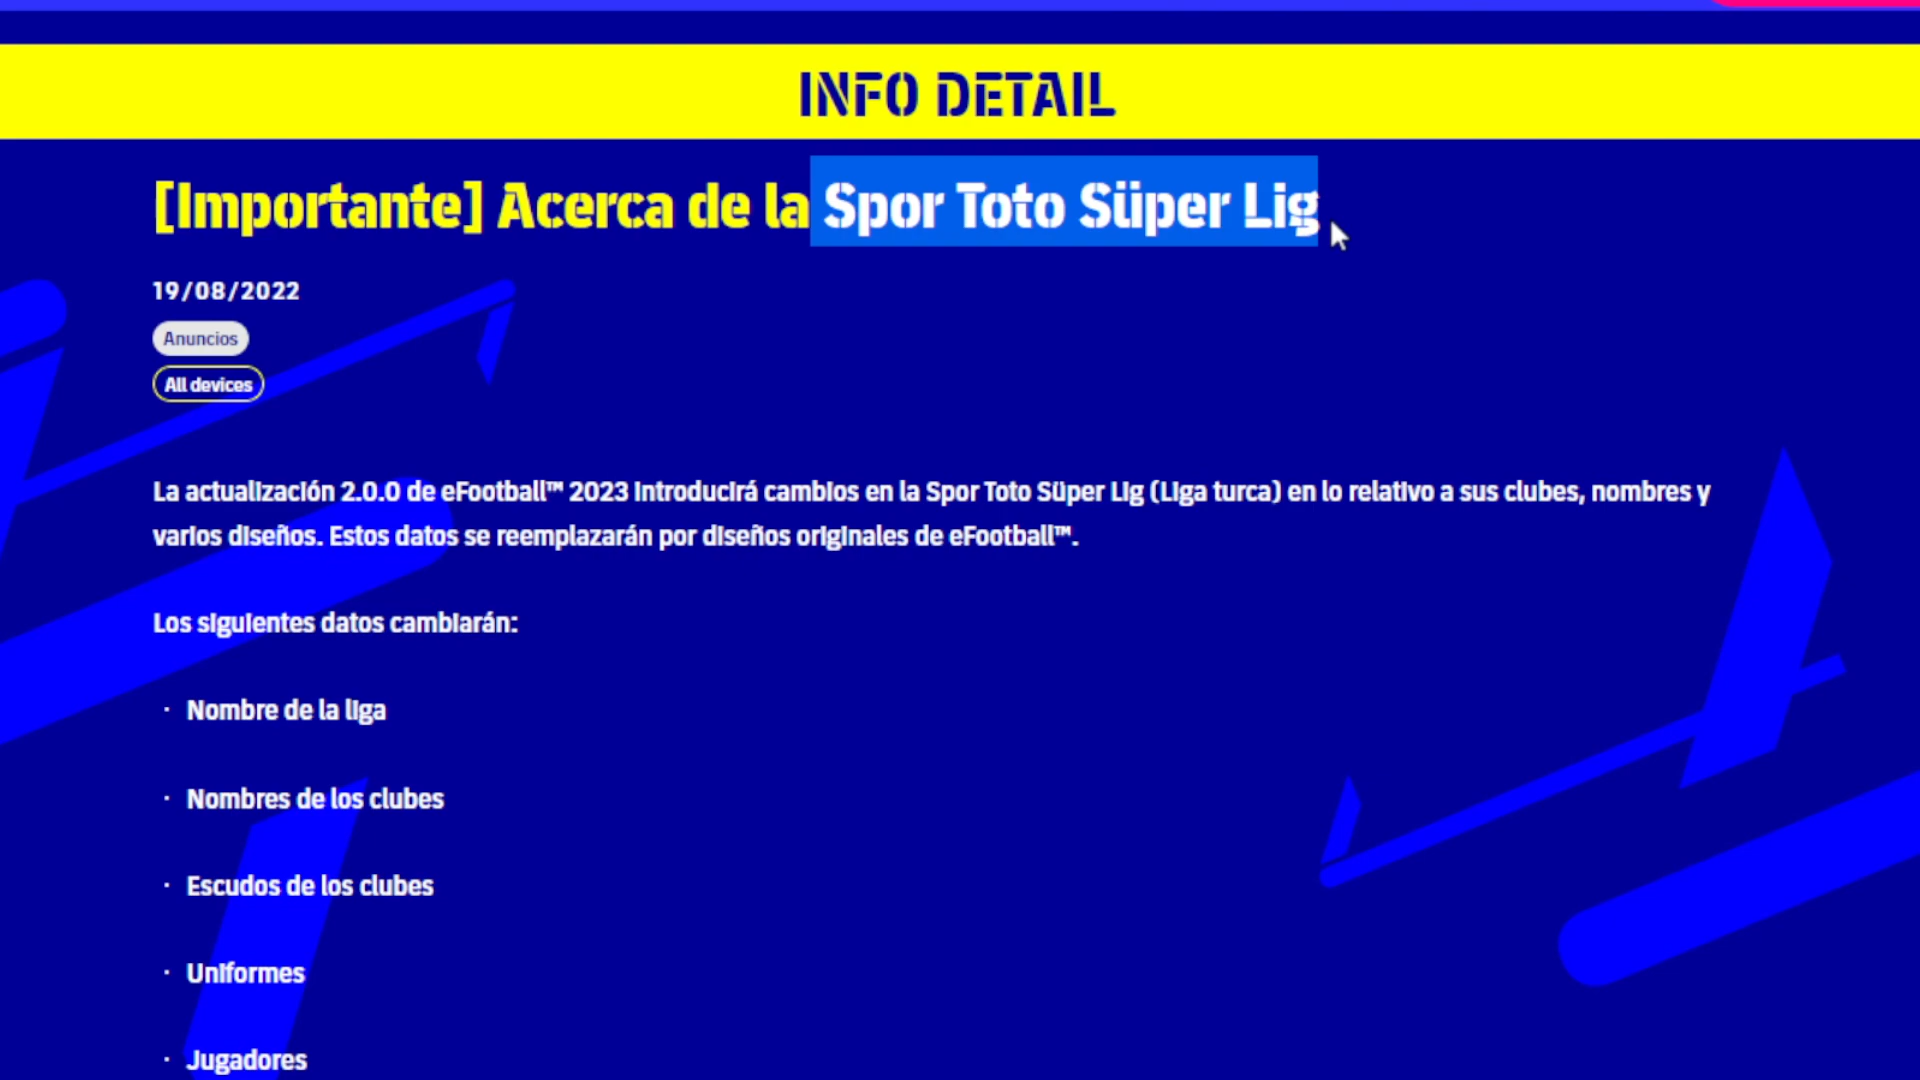 INFO DETAIL
[Importante] Acerca de la Spor Toto Süper Lig
19/08/2022
Anuncios
All devices
La actualización 2.0.0 de eFootball™ 2023 introducirá cambios en la Spor Toto Süper Lig (Liga turca) en lo relativo a sus clubes, nombres y
varios diseños. Estos datos se reemplazarán por diseños originales de eFootball™.
Los siguientes datos cambiarán:
· Nombre de la liga
· Nombres de los clubes
· Escudos de los clubes
· Uniformes
· Jugadores